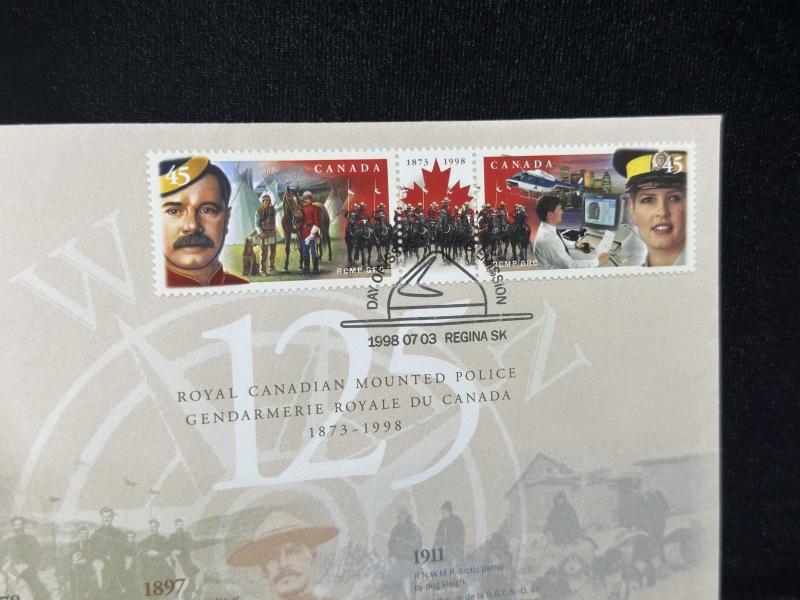 45
CANADA
1873 1998
CANADA
45
RCMP GRC
RCMP GRC
DAY OF
EMISSION
1998 07 03 REGINA SK
W
N
125
ROYAL CANADIAN MOUNTED POLICE
GENDARMERIE ROYALE DU CANADA
1873-1998
1897
1911
R.N.W.M.P. Arctic patrol
by dog sleigh.